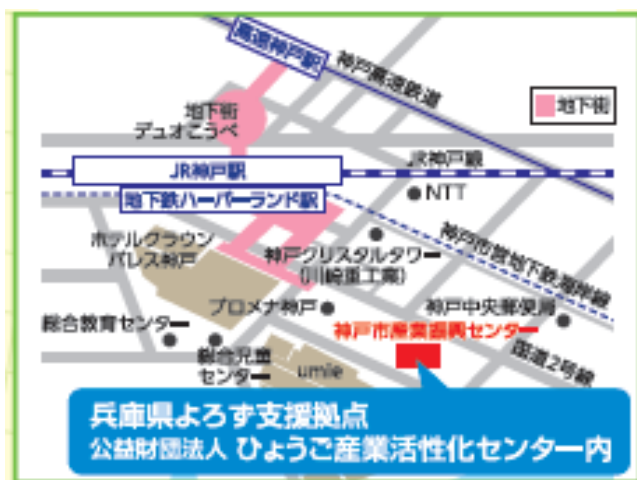 高速神戸駅
神戸高速鉄道
地下街
デュオこうべ
地下街
JR神戸駅
JR神戸線
地下鉄ハーバーランド駅
NTT
ホテルクラウン
パレス神戸
神戸クリスタルタワー
(川崎重工業)
神戸市営地下鉄海岸線
プロメナ神戸
神戸中央郵便局
総合教育センター
神戸市産業振興センター
総合児童
センター
umie
国道2号線
兵庫県よろず支援拠点
公益財団法人 ひょうご産業活性化センター内